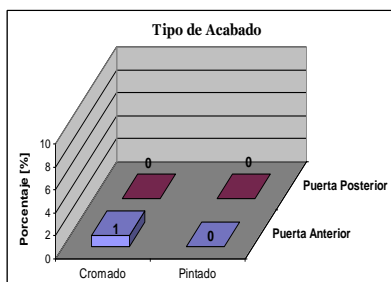 Tipo de Acabado
Porcentaje [%]
10
8
6
4
2
0
0
0
1
0
Puerta Posterior
Puerta Anterior
Cromado
Pintado